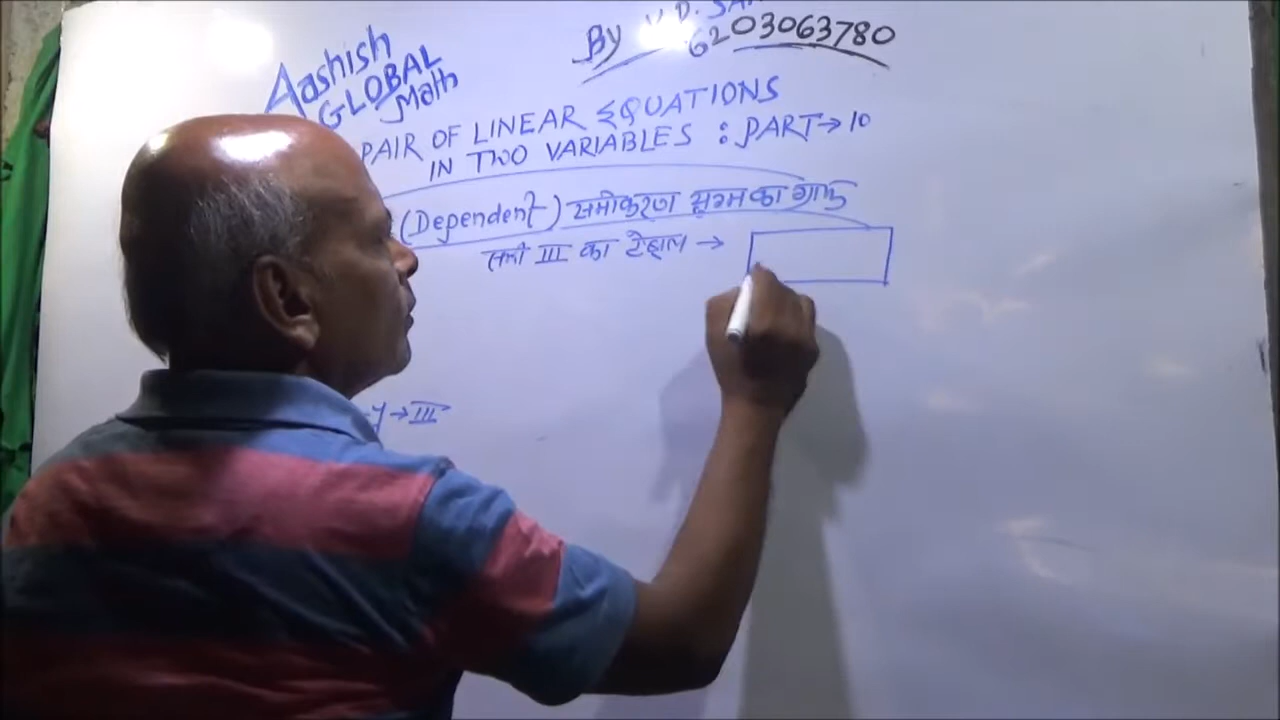 Aashish
GLOBAL
Math
By V.D.
6203063780
PAIR OF LINEAR EQUATIONS
IN TWO VARIABLES : PART→10
(Dependent) समीकरण युग्म का ग्राफ
III का →
→ III